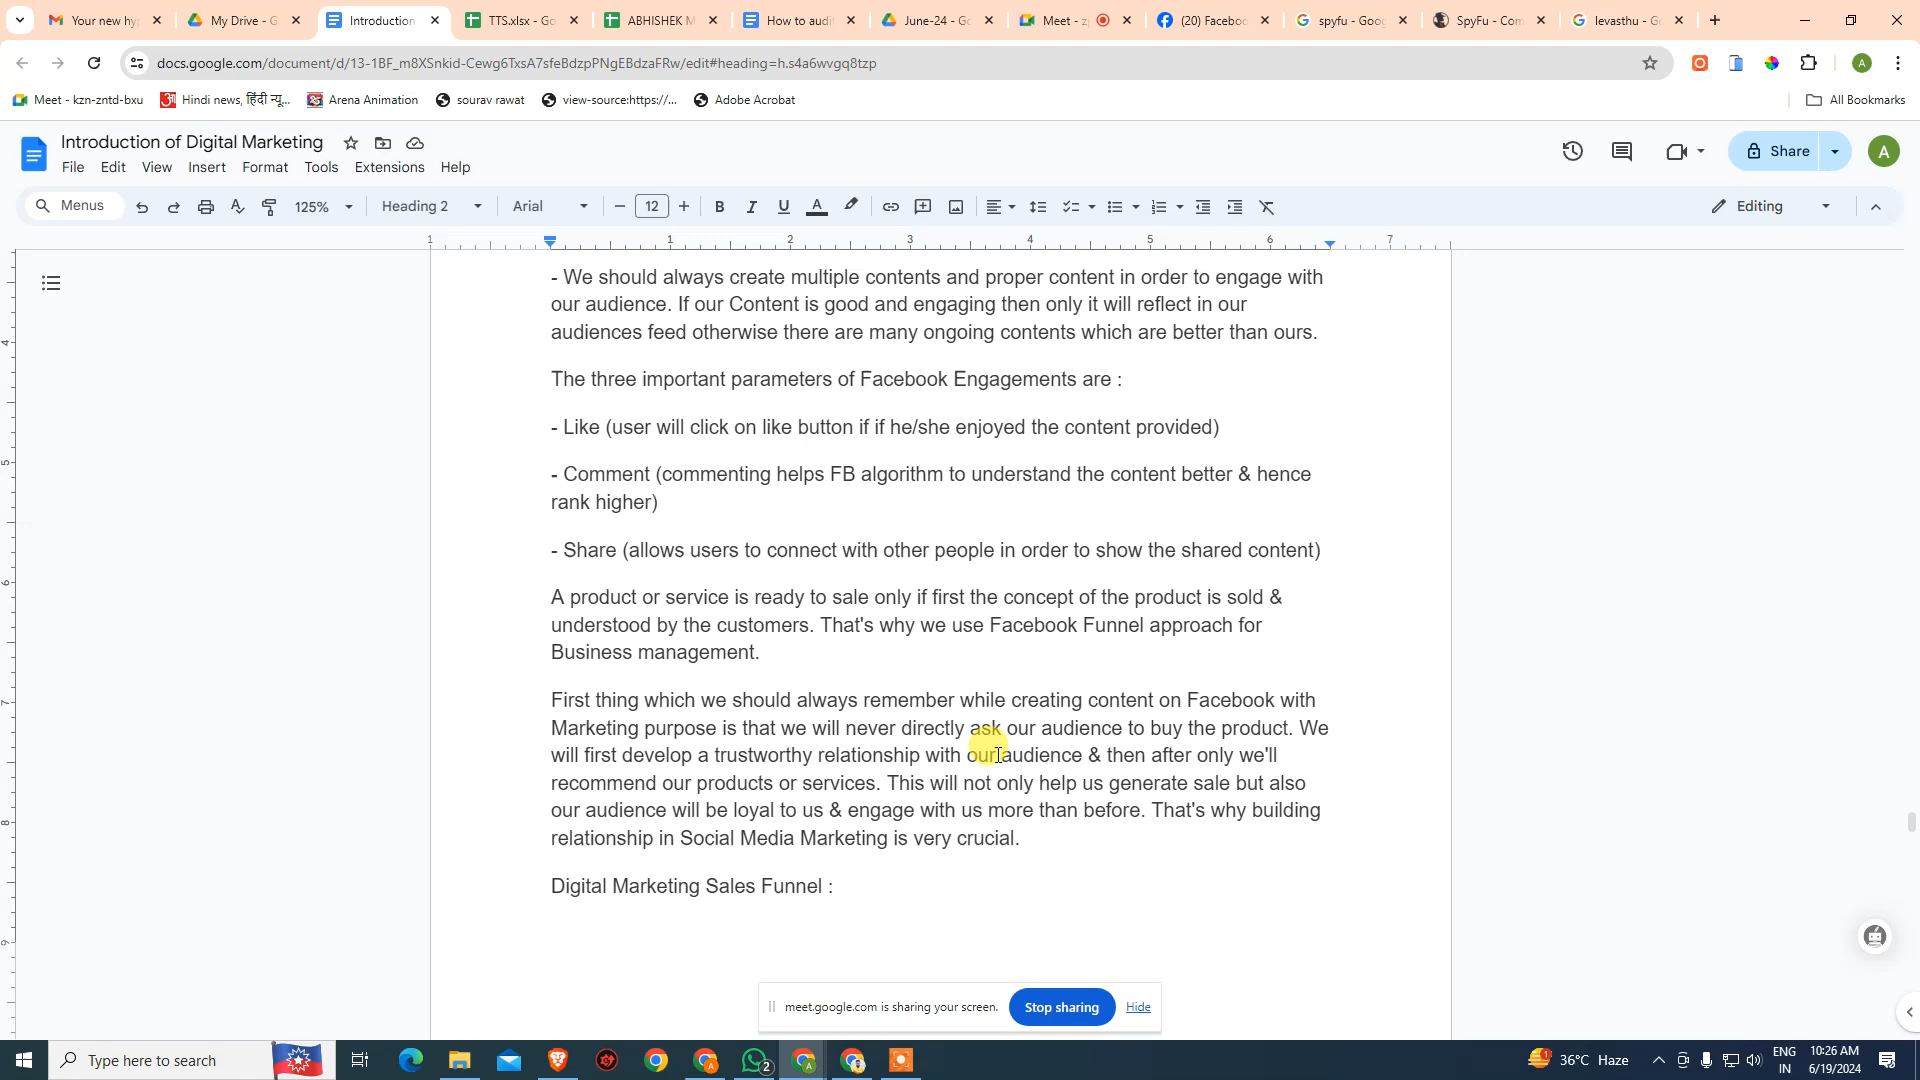 Your new hy
My Drive - G
Introduction
TTS.xlsx - Go
ABHISHEK M
How to audi
June-24 - Go
Meet - z
(20) Facebo
spyfu - Goog
SpyFu - Com
levasthu - G
docs.google.com/document/d/13-1BF_m8XSnkid-Cewg6TxsA7sfeBdzpPNgEBdzaFRw/edit#heading=h.s4a6wvgq8tzp
Meet - kzn-zntd-bxu
Hindi news, हिंदी न्यू...
Arena Animation
sourav rawat
view-source:https://...
Adobe Acrobat
All Bookmarks
Introduction of Digital Marketing
File Edit View Insert Format Tools Extensions Help
Share
A
Menus
125%
Heading 2
Arial
12
Editing
1 1 2 3 4 5 6 7
- We should always create multiple contents and proper content in order to engage with
our audience. If our Content is good and engaging then only it will reflect in our
audiences feed otherwise there are many ongoing contents which are better than ours.
The three important parameters of Facebook Engagements are :
- Like (user will click on like button if if he/she enjoyed the content provided)
- Comment (commenting helps FB algorithm to understand the content better & hence
rank higher)
- Share (allows users to connect with other people in order to show the shared content)
A product or service is ready to sale only if first the concept of the product is sold &
understood by the customers. That's why we use Facebook Funnel approach for
Business management.
First thing which we should always remember while creating content on Facebook with
Marketing purpose is that we will never directly ask our audience to buy the product. We
will first develop a trustworthy relationship with our audience & then after only we'll
recommend our products or services. This will not only help us generate sale but also
our audience will be loyal to us & engage with us more than before. That's why building
relationship in Social Media Marketing is very crucial.
Digital Marketing Sales Funnel :
meet.google.com is sharing your screen.
Stop sharing
Hide
Type here to search
2
36°C Haze
ENG
IN
10:26 AM
6/19/2024